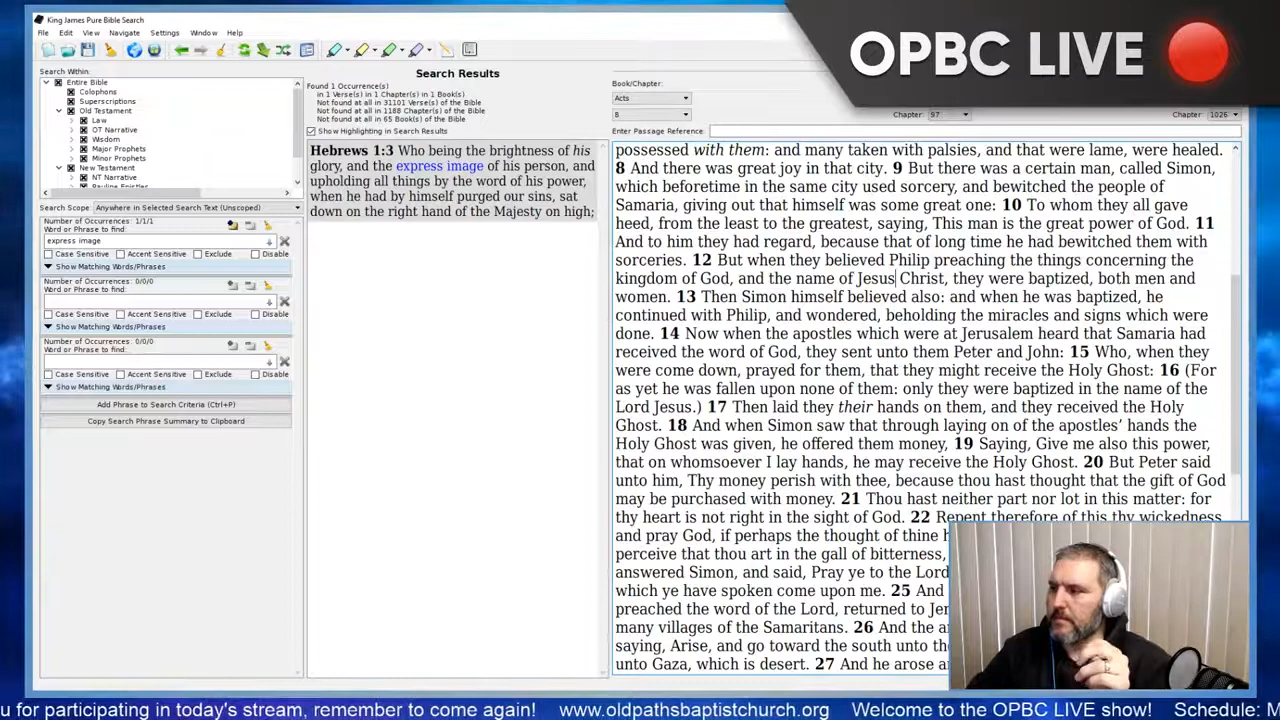 King James Pure Bible Search
OPBC LIVE
File Edit View Navigate Settings Window Help
Search Within:
Entire Bible
Colophons
Superscriptions
Old Testament
Law
OT Narrative
Wisdom
Major Prophets
Minor Prophets
New Testament
NT Narrative
Pauline Epistles
Search Scope: Anywhere in Selected Search Text (Unscoped)
Number of Occurrences: 1/1/1
Word or Phrase to find:
express image
Case Sensitive Accent Sensitive Exclude Disable
Show Matching Words/Phrases
Number of Occurrences: 0/0/0
Word or Phrase to find:
Case Sensitive Accent Sensitive Exclude Disable
Show Matching Words/Phrases
Number of Occurrences: 0/0/0
Word or Phrase to find:
Case Sensitive Accent Sensitive Exclude Disable
Show Matching Words/Phrases
Add Phrase to Search Criteria (Ctrl+P)
Copy Search Phrase Summary to Clipboard
Search Results
Found 1 Occurrence(s)
in 1 Verse(s) in 1 Chapter(s) in 1 Book(s)
Not found at all in 31101 Verse(s) of the Bible
Not found at all in 1188 Chapter(s) of the Bible
Not found at all in 65 Book(s) of the Bible
Show Highlighting in Search Results
Hebrews 1:3 Who being the brightness of his
glory, and the express image of his person, and
upholding all things by the word of his power,
when he had by himself purged our sins, sat
down on the right hand of the Majesty on high;
Book/Chapter:
Acts
8 Chapter: 97 Chapter: 1026
Enter Passage Reference:
possessed with them: and many taken with palsies, and that were lame, were healed.
8 And there was great joy in that city. 9 But there was a certain man, called Simon,
which beforetime in the same city used sorcery, and bewitched the people of
Samaria, giving out that himself was some great one: 10 To whom they all gave
heed, from the least to the greatest, saying, This man is the great power of God. 11
And to him they had regard, because that of long time he had bewitched them with
sorceries. 12 But when they believed Philip preaching the things concerning the
kingdom of God, and the name of Jesus Christ, they were baptized, both men and
women. 13 Then Simon himself believed also: and when he was baptized, he
continued with Philip, and wondered, beholding the miracles and signs which were
done. 14 Now when the apostles which were at Jerusalem heard that Samaria had
received the word of God, they sent unto them Peter and John: 15 Who, when they
were come down, prayed for them, that they might receive the Holy Ghost: 16 (For
as yet he was fallen upon none of them: only they were baptized in the name of the
Lord Jesus.) 17 Then laid they their hands on them, and they received the Holy
Ghost. 18 And when Simon saw that through laying on of the apostles’ hands the
Holy Ghost was given, he offered them money, 19 Saying, Give me also this power,
that on whomsoever I lay hands, he may receive the Holy Ghost. 20 But Peter said
unto him, Thy money perish with thee, because thou hast thought that the gift of God
may be purchased with money. 21 Thou hast neither part nor lot in this matter: for
thy heart is not right in the sight of God. 22 Repent therefore of this thy wickedness,
and pray God, if perhaps the thought of thine h
perceive that thou art in the gall of bitterness,
answered Simon, and said, Pray ye to the Lord
which ye have spoken come upon me. 25 And
preached the word of the Lord, returned to Jer
many villages of the Samaritans. 26 And the a
saying, Arise, and go toward the south unto the
unto Gaza, which is desert. 27 And he arose a
u for participating in today's stream, remember to come again! www.oldpathsbaptistchurch.org Welcome to the OPBC LIVE show! Schedule: M